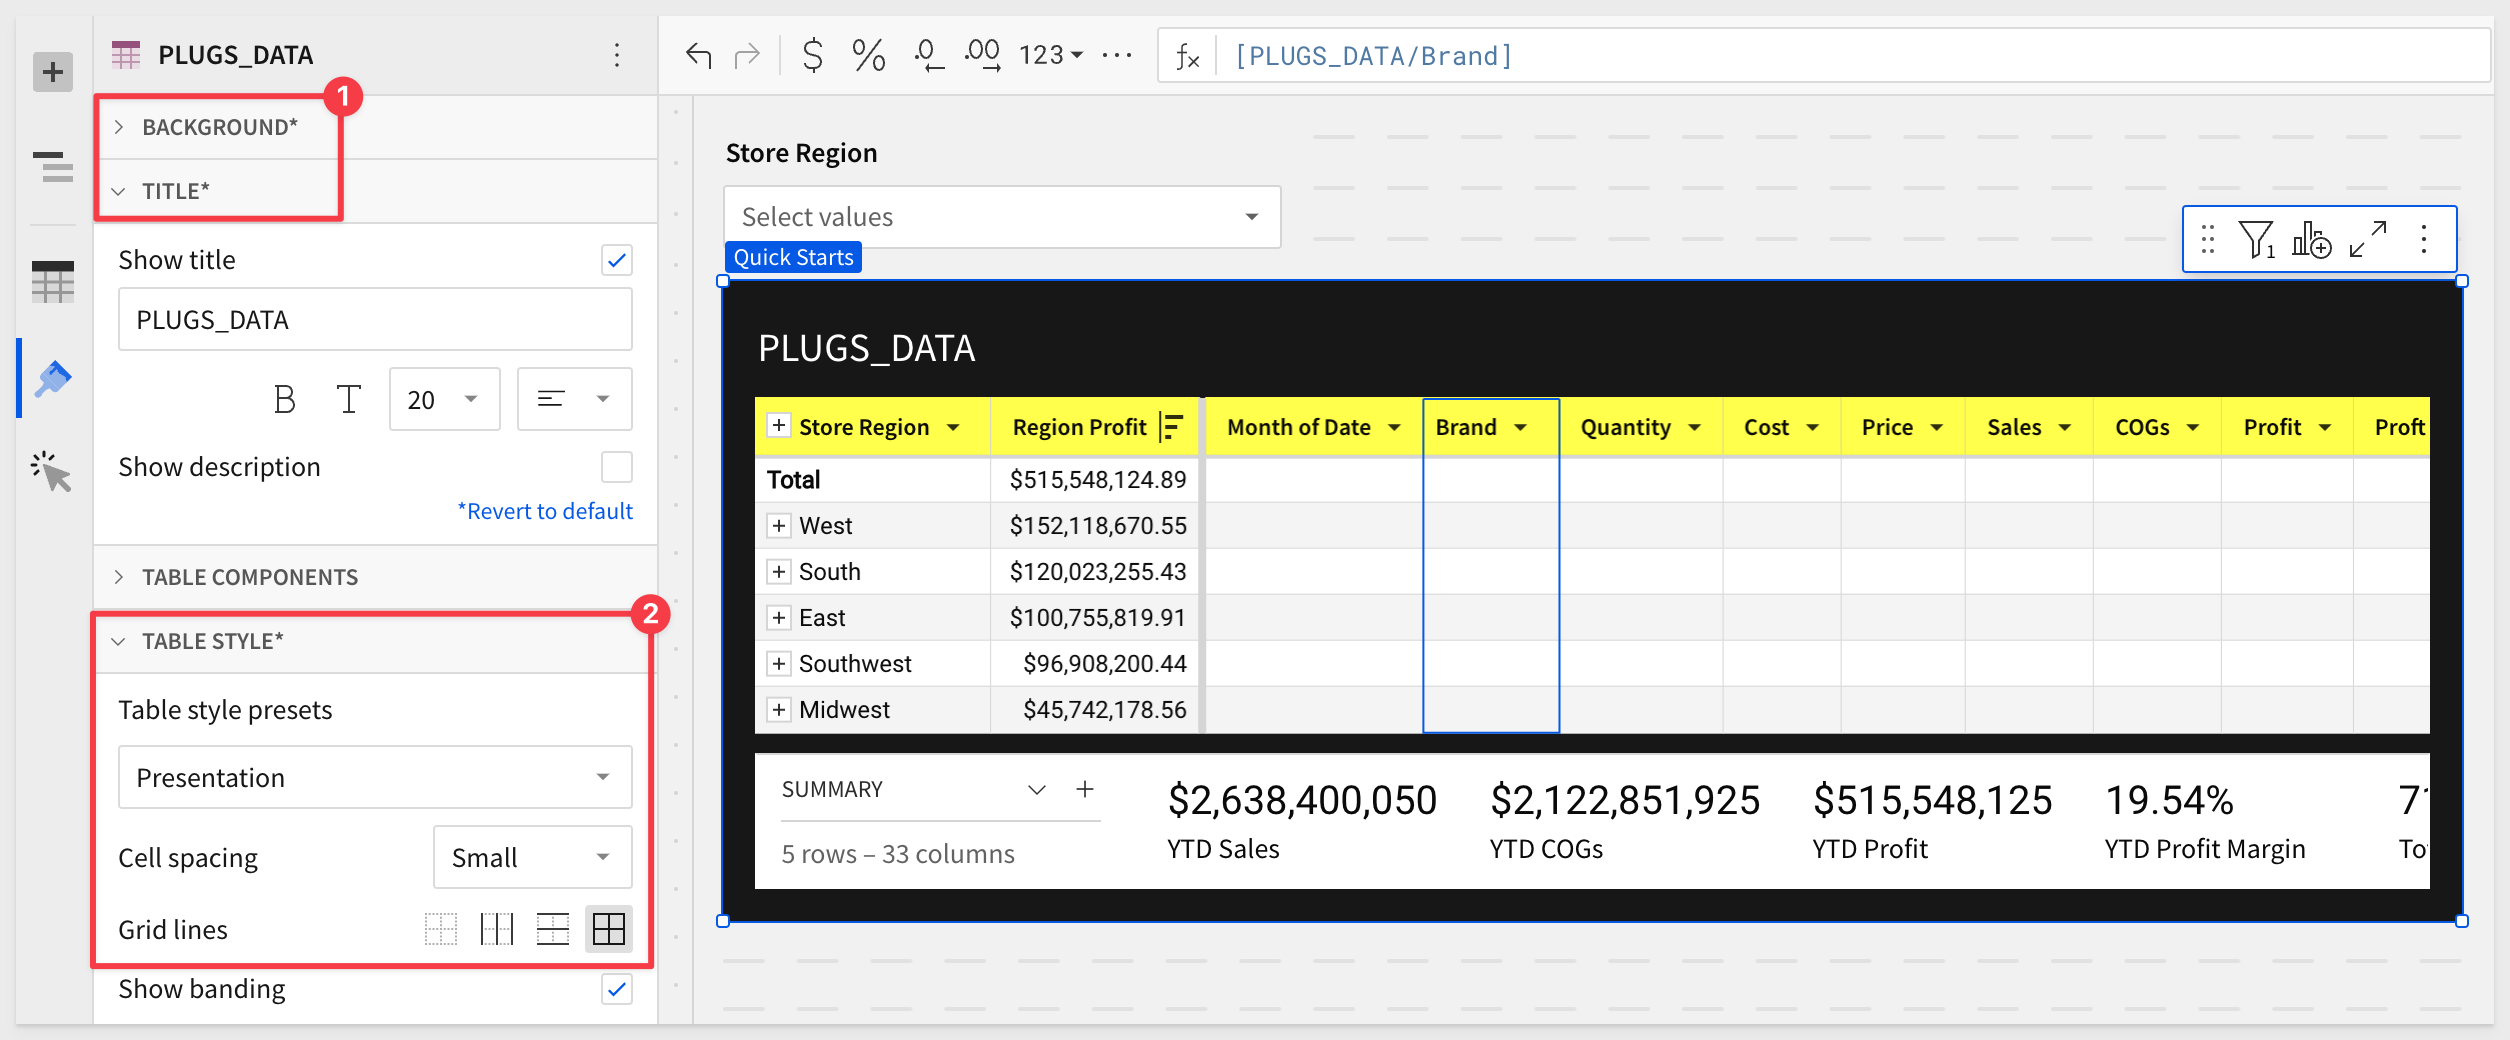 PLUGS_DATA
$ % .0 .00 123 fx [PLUGS_DATA/Brand]
1
BACKGROUND*
TITLE*
Show title
PLUGS_DATA
B T 20
Show description
*Revert to default
TABLE COMPONENTS
2
TABLE STYLE*
Table style presets
Presentation
Cell spacing Small
Grid lines
Show banding
Store Region
Select values
Quick Starts
1
PLUGS_DATA
Store Region Region Profit Month of Date Brand Quantity Cost Price Sales COGs Profit Proft
Total $515,548,124.89
West $152,118,670.55
South $120,023,255.43
East $100,755,819.91
Southwest $96,908,200.44
Midwest $45,742,178.56
SUMMARY $2,638,400,050 $2,122,851,925 $515,548,125 19.54%
5 rows – 33 columns YTD Sales YTD COGs YTD Profit YTD Profit Margin